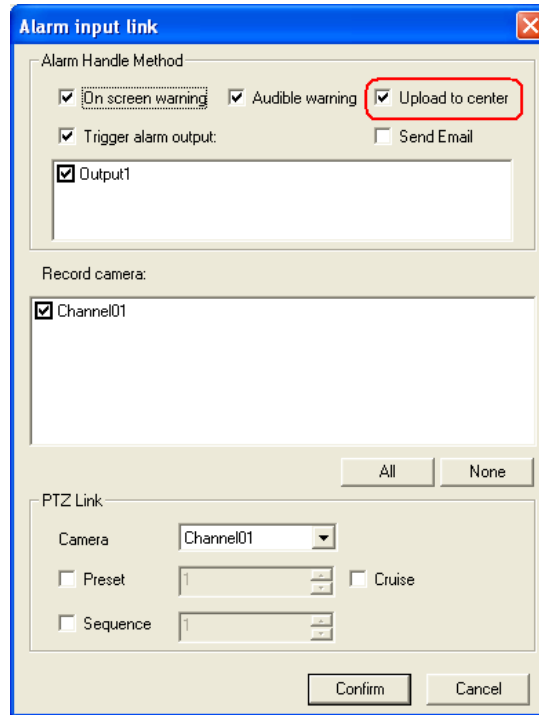 Alarm input link
Alarm Handle Method
On screen warning Audible warning Upload to center
Trigger alarm output: Send Email
Output1
Record camera:
Channel01
All None
PTZ Link
Camera Channel01
Preset 1 Cruise
Sequence 1
Confirm Cancel